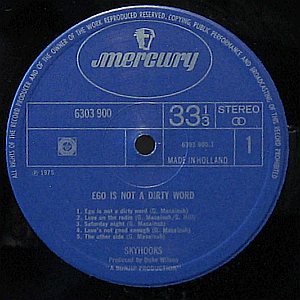 ALL RIGHTS OF THE RECORD PRODUCER AND OF THE OWNER OF THE WORK REPRODUCED RESERVED. COPYING, PUBLIC PERFORMANCE AND BROADCASTING OF THIS RECORD PROHIBITED
mercury
6303 900
33 1/3
STEREO
6303 900.1
1
MADE IN HOLLAND
℗ 1975
EGO IS NOT A DIRTY WORD
1. Ego is not a dirty word (G. Macainsh)
2. Love on the radio (G. Macainsh/B.
3. Saturday night (G. Macainsh)
4. Love's not good enough (G. Macainsh)
5. The other side (G. Macainsh)
SKYHOOKS
Produced by Ross Wilson
PRODUCTION